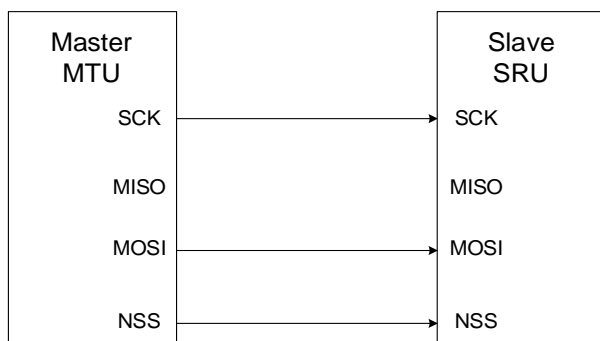 Master
MTU
SCK
MISO
MOSI
NSS
Slave
SRU
SCK
MISO
MOSI
NSS